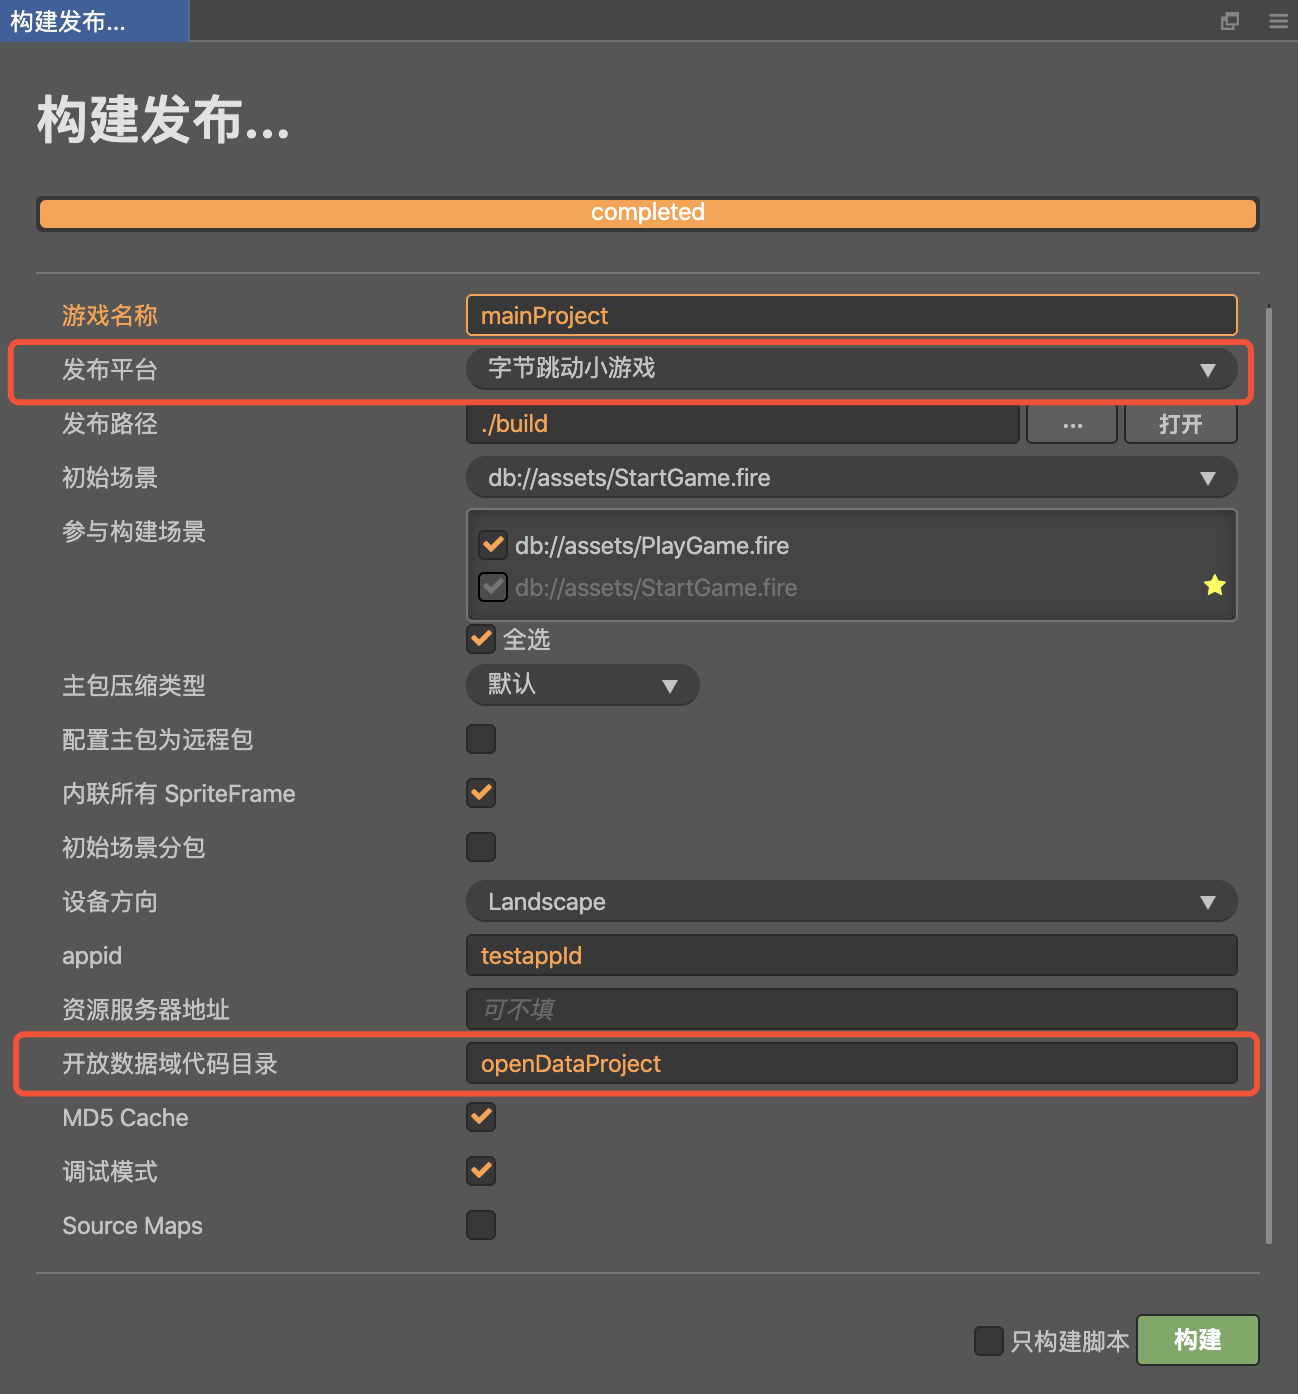 构建发布...
构建发布...
completed
游戏名称 mainProject
发布平台 字节跳动小游戏
发布路径 ./build ... 打开
初始场景 db://assets/StartGame.fire
参与构建场景 db://assets/PlayGame.fire
db://assets/StartGame.fire
全选
主包压缩类型 默认
配置主包为远程包
内联所有 SpriteFrame
初始场景分包
设备方向 Landscape
appid testappId
资源服务器地址 可不填
开放数据域代码目录 openDataProject
MD5 Cache
调试模式
Source Maps
只构建脚本 构建